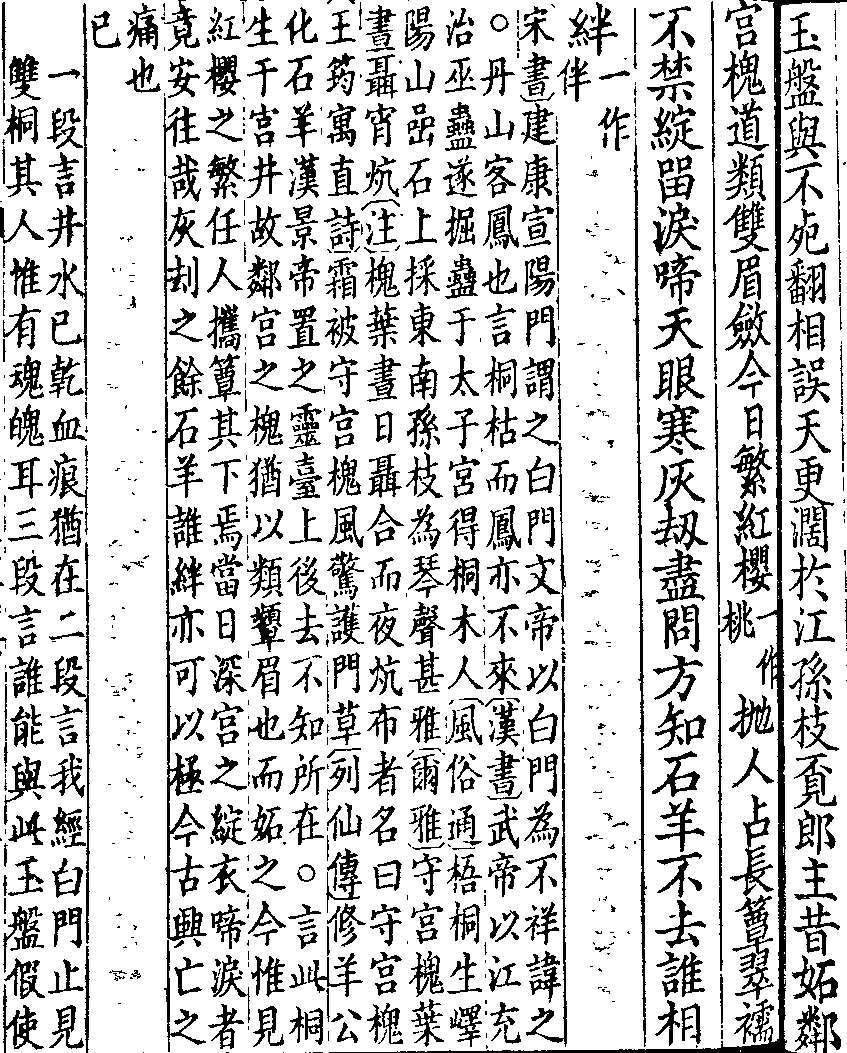 玉盤與不死翻相誤天更濶於江孫枝覔郎主昔妬鄰
宮槐道類雙眉斂今日繁紅櫻一作桃拋人占長簟翠襦
不禁綻畱淚啼天眼寒灰刼盡問方知石羊不去誰相
絆一作伴
宋書建康宣陽門謂之白門文帝以白門為不祥諱之
○丹山客鳳也言桐枯而鳳亦不來漢書武帝以江充
治巫蠱遂掘蠱于太子宮得桐木人風俗通梧桐生嶧
陽山嵒石上採東南孫枝為琴聲甚雅爾雅守宮槐葉
晝聶宵炕注槐葉晝日聶合而夜炕布者名曰守宮槐
王筠寓直詩霜被守宮槐風驚護門草列仙傳修羊公
化石羊漢景帝置之靈臺上後去不知所在○言此桐
生于宮井故鄰宮之槐猶以類顰眉也而妬之今惟見
紅櫻之繁任人攜簟其下焉當日深宮之綻衣啼淚者
竟安往哉灰刦之餘石羊誰絆亦可以極今古興亡之
痛也
已
一段言井水已乾血痕猶在二段言我經白門止見
雙桐其人惟有魂魄耳三段言誰能與此玉盤假使